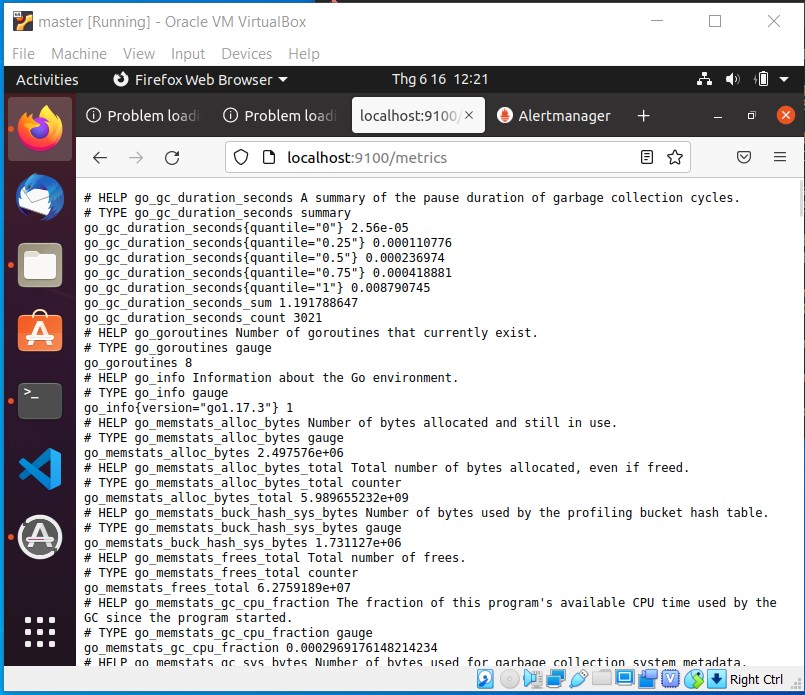 master [Running] - Oracle VM VirtualBox
File Machine View Input Devices Help
Activities Firefox Web Browser Thg 6 16 12:21
Problem loadi Problem loadi localhost:9100/ Alertmanager
localhost:9100/metrics
# HELP go_gc_duration_seconds A summary of the pause duration of garbage collection cycles.
# TYPE go_gc_duration_seconds summary
go_gc_duration_seconds{quantile="0"} 2.56e-05
go_gc_duration_seconds{quantile="0.25"} 0.000110776
go_gc_duration_seconds{quantile="0.5"} 0.000236974
go_gc_duration_seconds{quantile="0.75"} 0.000418881
go_gc_duration_seconds{quantile="1"} 0.008790745
go_gc_duration_seconds_sum 1.191788647
go_gc_duration_seconds_count 3021
# HELP go_goroutines Number of goroutines that currently exist.
# TYPE go_goroutines gauge
go_goroutines 8
# HELP go_info Information about the Go environment.
# TYPE go_info gauge
go_info{version="go1.17.3"} 1
# HELP go_memstats_alloc_bytes Number of bytes allocated and still in use.
# TYPE go_memstats_alloc_bytes gauge
go_memstats_alloc_bytes 2.497576e+06
# HELP go_memstats_alloc_bytes_total Total number of bytes allocated, even if freed.
# TYPE go_memstats_alloc_bytes_total counter
go_memstats_alloc_bytes_total 5.989655232e+09
# HELP go_memstats_buck_hash_sys_bytes Number of bytes used by the profiling bucket hash table.
# TYPE go_memstats_buck_hash_sys_bytes gauge
go_memstats_buck_hash_sys_bytes 1.731127e+06
# HELP go_memstats_frees_total Total number of frees.
# TYPE go_memstats_frees_total counter
go_memstats_frees_total 6.2759189e+07
# HELP go_memstats_gc_cpu_fraction The fraction of this program's available CPU time used by the
GC since the program started.
# TYPE go_memstats_gc_cpu_fraction gauge
go_memstats_gc_cpu_fraction 0.0002969176148214234
# HELP go_memstats_gc_sys_bytes Number of bytes used for garbage collection system metadata.
Right Ctrl